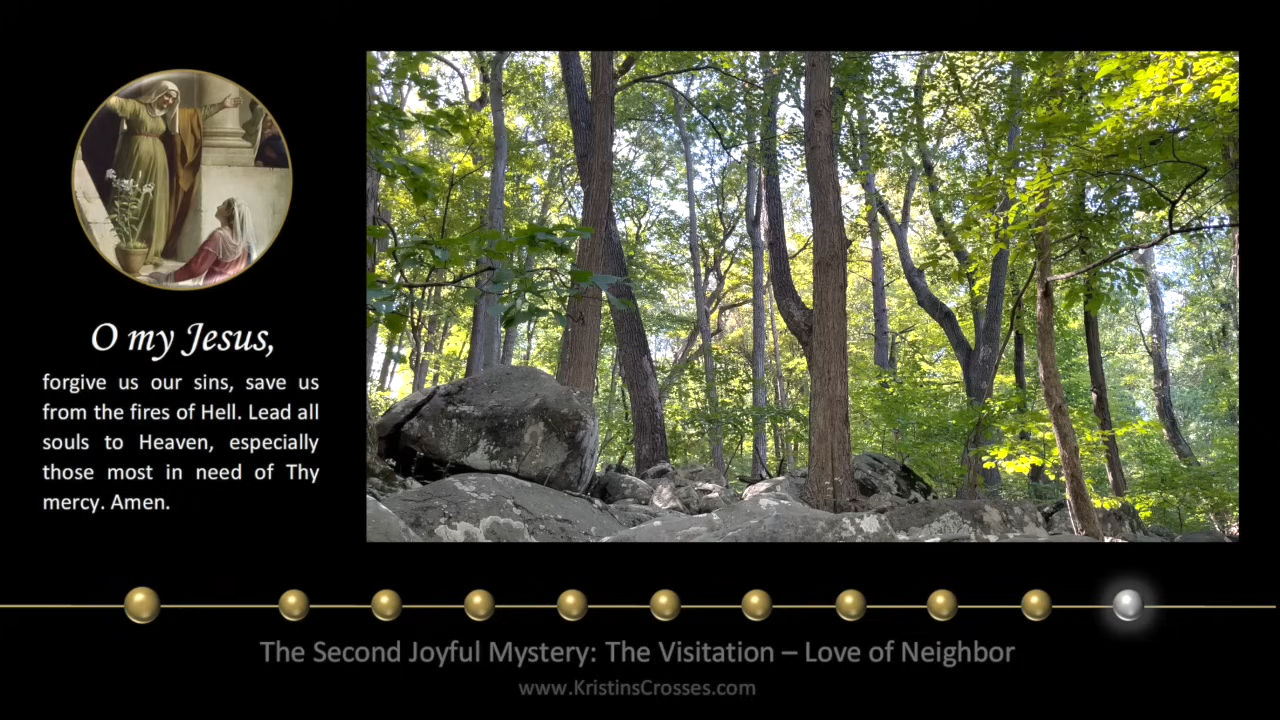 O my Jesus,
forgive us our sins, save us
from the fires of Hell. Lead all
souls to Heaven, especially
those most in need of Thy
mercy. Amen.
The Second Joyful Mystery: The Visitation – Love of Neighbor
www.KristinsCrosses.com